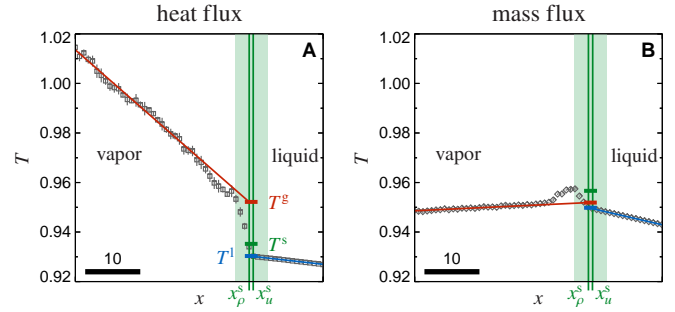 heat flux
mass flux
A
B
1.00
1.00
1.02
1.02
0.98
0.98
T
T
vapor
liquid
vapor
liquid
0.96
0.96
T^g
0.94
0.94
T^s
T^l
10
10
0.92
0.92
x
x_ρ^s
x_u^s
x
x_ρ^s
x_u^s